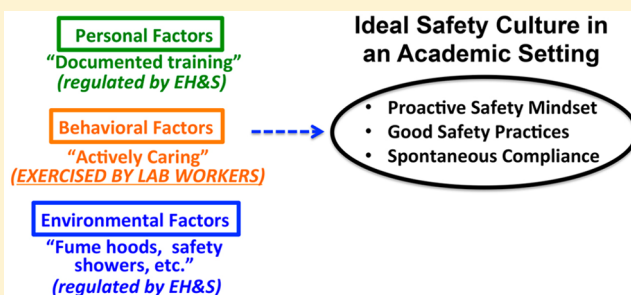 Personal Factors
“Documented training”
(regulated by EH&S)
Behavioral Factors
“Actively Caring”
(EXERCISED BY LAB WORKERS)
Environmental Factors
“Fume hoods, safety
showers, etc.”
(regulated by EH&S)
Ideal Safety Culture in
an Academic Setting
• Proactive Safety Mindset
• Good Safety Practices
• Spontaneous Compliance